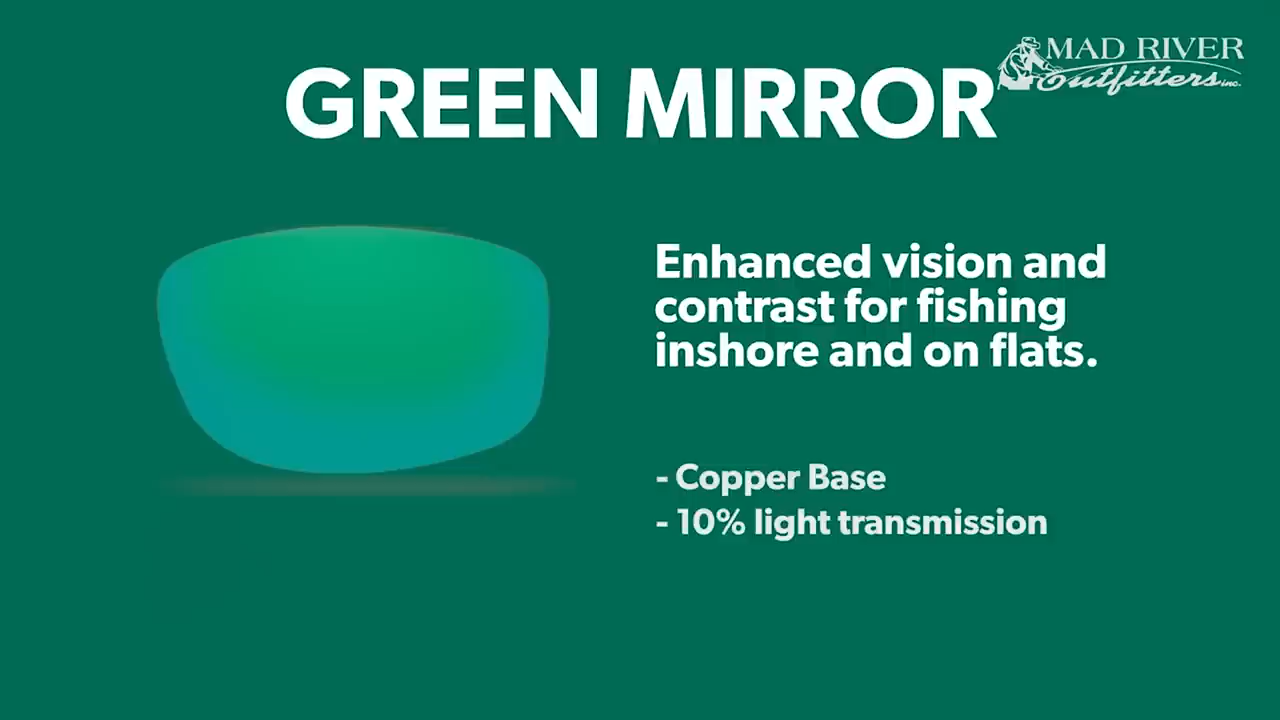 MAD RIVER
Outfitters INC.
GREEN MIRROR
Enhanced vision and
contrast for fishing
inshore and on flats.
- Copper Base
- 10% light transmission